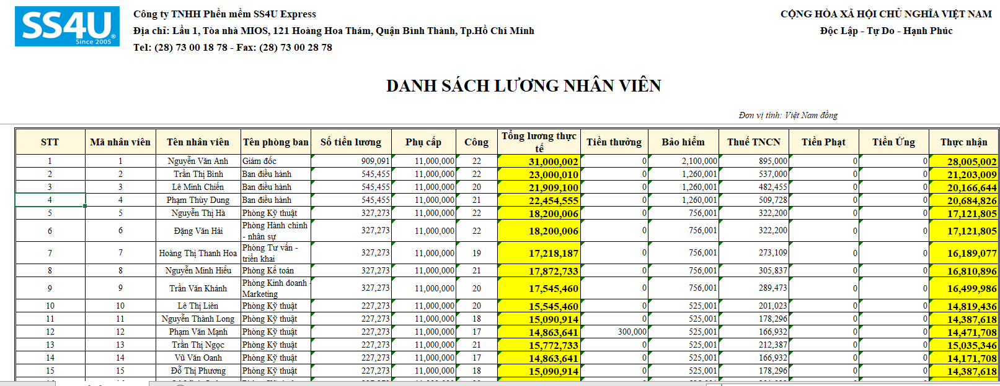 SS4U®
Since 2005
Công ty TNHH Phền mềm SS4U Express
Địa chỉ: Lầu 1, Tòa nhà MIOS, 121 Hoàng Hoa Thám, Quận Bình Thành, Tp.Hồ Chí Minh
Tel: (28) 73 00 18 78 - Fax: (28) 73 00 28 78
CỘNG HÒA XÃ HỘI CHỦ NGHĨA VIỆT NAM
Độc Lập - Tự Do - Hạnh Phúc
DANH SÁCH LƯƠNG NHÂN VIÊN
Đơn vị tính: Việt Nam đồng
STT Mã nhân viên Tên nhân viên Tên phòng ban Số tiền lương Phụ cấp Công Tổng lương thực tế Tiền thưởng Bảo hiểm Thuế TNCN Tiền Phạt Tiền Ứng Thực nhận
1 1 Nguyễn Văn Anh Giám đốc 909,091 11,000,000 22 31,000,002 0 2,100,000 895,000 0 0 28,005,002
2 2 Trần Thị Bình Ban điều hành 545,455 11,000,000 22 23,000,010 0 1,260,001 537,000 0 0 21,203,009
3 3 Lê Minh Chiến Ban điều hành 545,455 11,000,000 20 21,909,100 0 1,260,001 482,455 0 0 20,166,644
4 4 Phạm Thùy Dung Ban điều hành 545,455 11,000,000 21 22,454,555 0 1,260,001 509,728 0 0 20,684,826
5 5 Nguyễn Thị Hà Phòng Kỹ thuật 327,273 11,000,000 22 18,200,006 0 756,001 322,200 0 0 17,121,805
6 6 Đặng Văn Hải Phòng Hành chinh - nhân sự 327,273 11,000,000 22 18,200,006 0 756,001 322,200 0 0 17,121,805
7 7 Hoàng Thị Thanh Hoa Phòng Tư vấn - triển khai 327,273 11,000,000 19 17,218,187 0 756,001 273,109 0 0 16,189,077
8 8 Nguyễn Minh Hiếu Phòng Kế toán 327,273 11,000,000 21 17,872,733 0 756,001 305,837 0 0 16,810,896
9 9 Trần Văn Khánh Phòng Kinh doanh - Marketing 327,273 11,000,000 20 17,545,460 0 756,001 289,473 0 0 16,499,986
10 10 Lê Thị Liên Phòng Kỹ thuật 227,273 11,000,000 20 15,545,460 0 525,001 201,023 0 0 14,819,436
11 11 Nguyễn Thành Long Phòng Kỹ thuật 227,273 11,000,000 18 15,090,914 0 525,001 178,296 0 0 14,387,618
12 12 Phạm Văn Mạnh Phòng Kỹ thuật 227,273 11,000,000 17 14,863,641 300,000 525,001 166,932 0 0 14,471,708
13 13 Trần Thị Ngọc Phòng Kỹ thuật 227,273 11,000,000 21 15,772,733 0 525,001 212,387 0 0 15,035,346
14 14 Vũ Văn Oanh Phòng Kỹ thuật 227,273 11,000,000 17 14,863,641 0 525,001 166,932 0 0 14,171,708
15 15 Đỗ Thị Phương Phòng Kỹ thuật 227,273 11,000,000 18 15,090,914 0 525,001 178,296 0 0 14,387,618